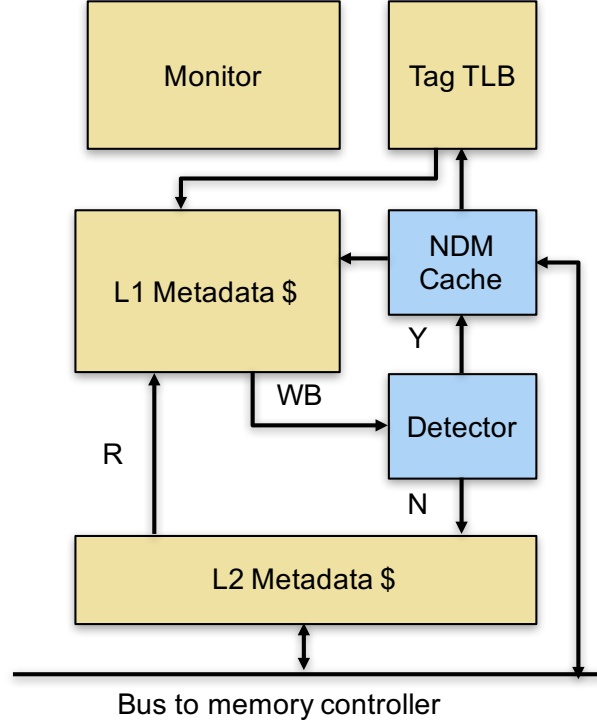 Monitor
Tag TLB
L1 Metadata $
NDM
Cache
Y
WB
Detector
R
N
L2 Metadata $
Bus to memory controller